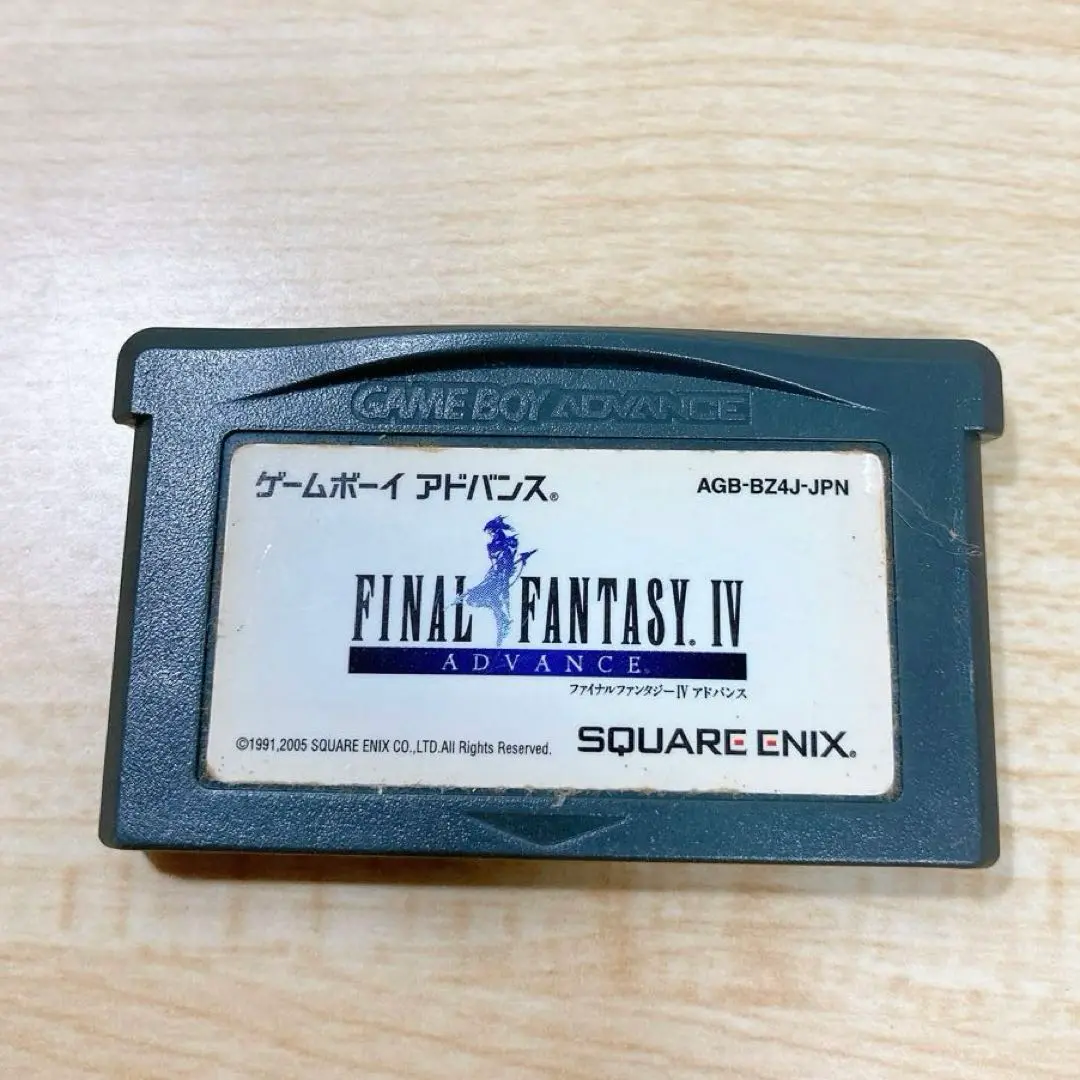 GAME BOY ADVANCE
ゲームボーイ アドバンス®
AGB-BZ4J-JPN
FINAL FANTASY® IV
ADVANCE®
ファイナルファンタジーIV アドバンス
©1991,2005 SQUARE ENIX CO.,LTD.All Rights Reserved.
SQUARE ENIX®